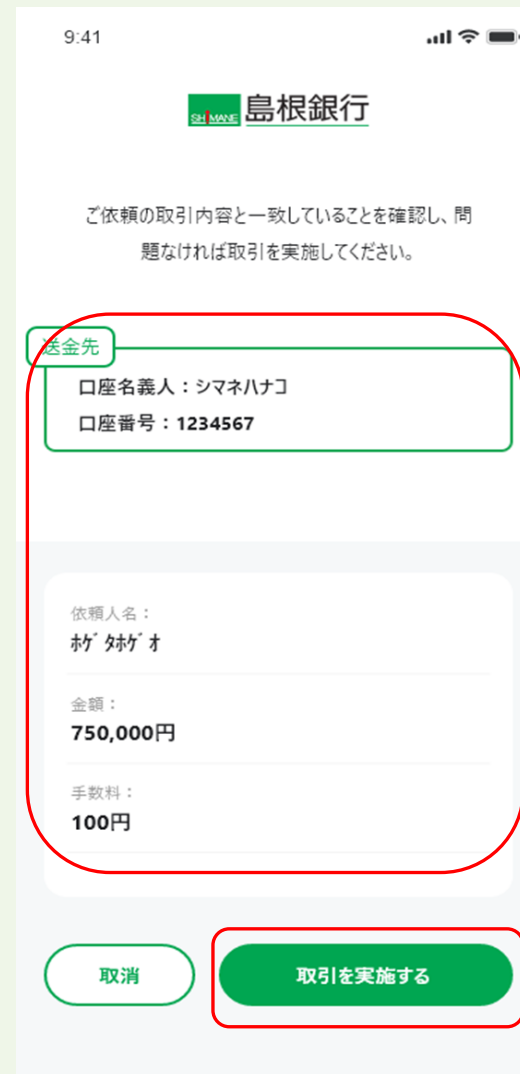 9:41
SHIMANE 島根銀行
ご依頼の取引内容と一致していることを確認し、問
題なければ取引を実施してください。
送金先
口座名義人：シマネハナコ
口座番号：1234567
依頼人名：
ﾎｹﾞﾀﾎｹﾞｵ
金額：
750,000円
手数料：
100円
取消
取引を実施する